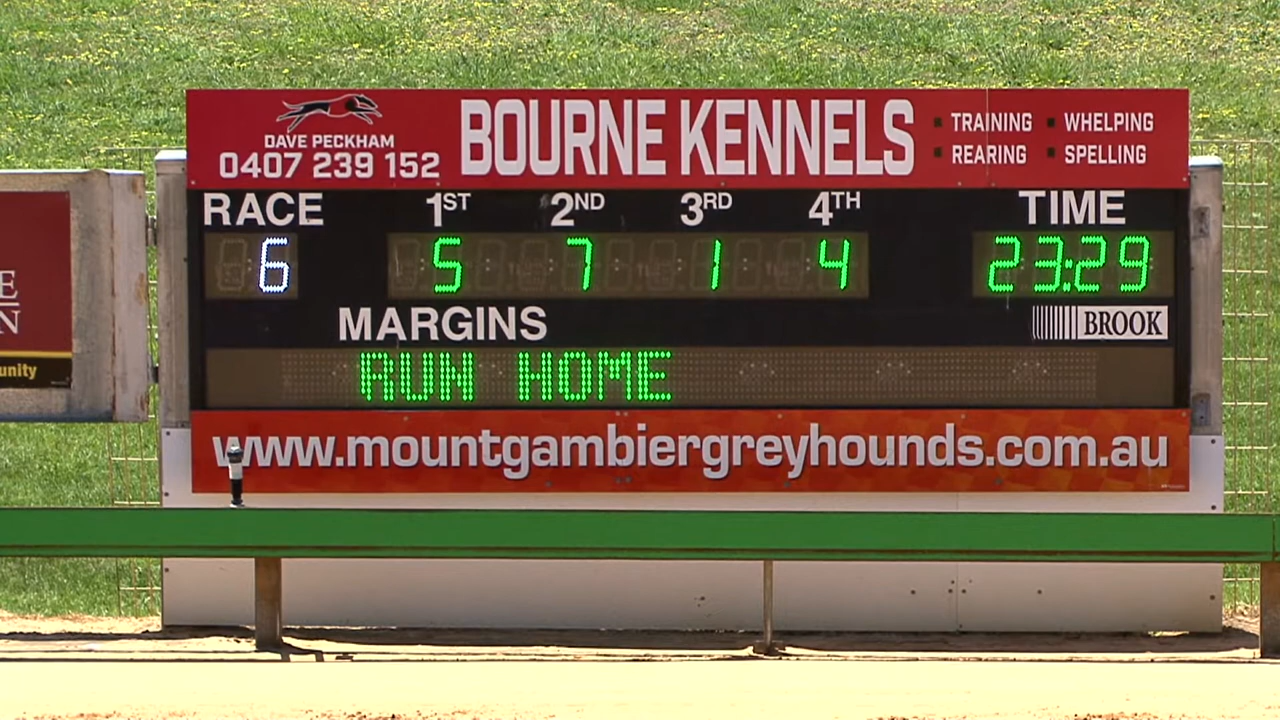 DAVE PECKHAM
0407 239 152
BOURNE KENNELS
TRAINING
WHELPING
REARING
SPELLING
RACE 1ST 2ND 3RD 4TH TIME
6 5 7 1 4 23:29
MARGINS
BROOK
RUN HOME
www.mountgambiergreyhounds.com.au
E
N
unity